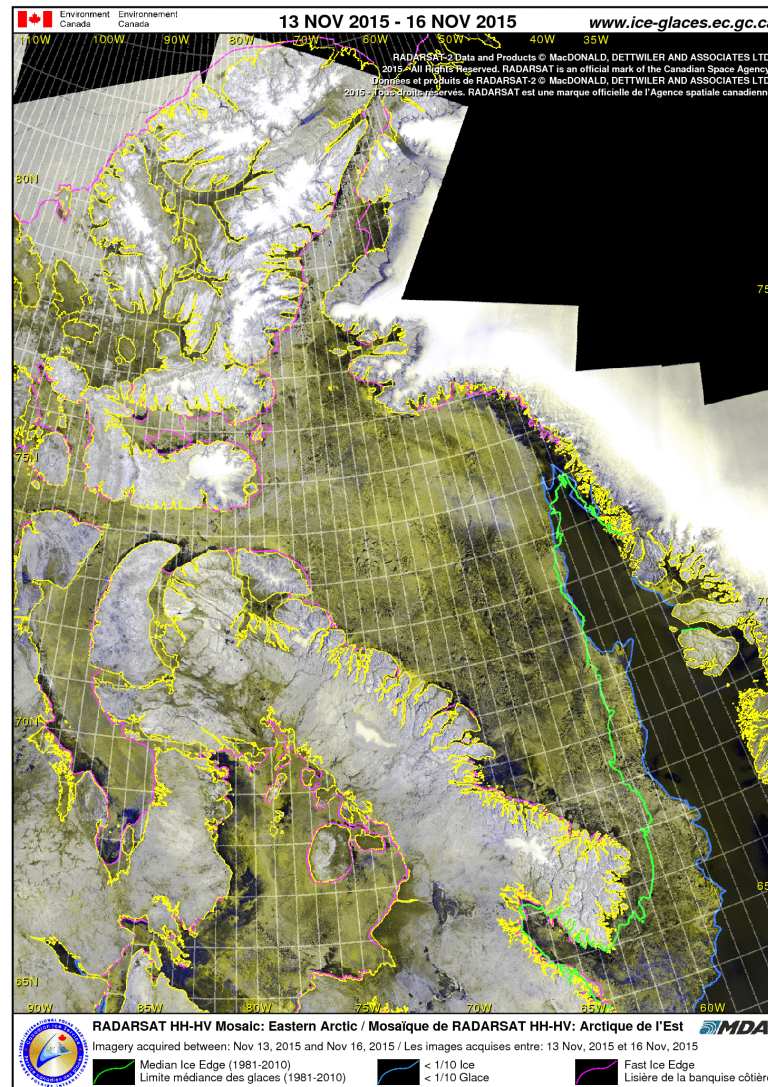 Environment Environnement
Canada Canada
13 NOV 2015 - 16 NOV 2015
www.ice-glaces.ec.gc.ca
110W 100W 90W 80W 70W 60W 50W 40W 35W
RADARSAT-2 Data and Products © MacDONALD, DETTWILER AND ASSOCIATES LTD
2015 - All Rights Reserved. RADARSAT is an official mark of the Canadian Space Agency
Données et produits de RADARSAT-2 © MacDONALD, DETTWILER AND ASSOCIATES LTD
2015 - Tous droits réservés. RADARSAT est une marque officielle de l'Agence spatiale canadienne
80N
75
75N
70
70N
65
65N
90W 85W 80W 75W 70W 60W
RADARSAT HH-HV Mosaic: Eastern Arctic / Mosaïque de RADARSAT HH-HV: Arctique de l'Est
MDA
Imagery acquired between: Nov 13, 2015 and Nov 16, 2015 / Les images acquises entre: 13 Nov, 2015 et 16 Nov, 2015
Median Ice Edge (1981-2010)
Limite médiane des glaces (1981-2010)
< 1/10 Ice
< 1/10 Glace
Fast Ice Edge
Lisière de la banquise côtière